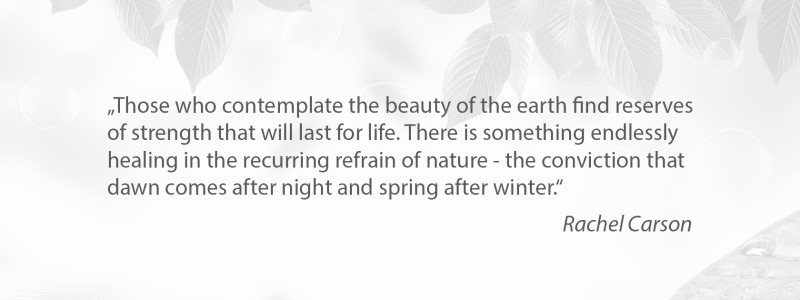 „Those who contemplate the beauty of the earth find reserves
of strength that will last for life. There is something endlessly
healing in the recurring refrain of nature - the conviction that
dawn comes after night and spring after winter.“
Rachel Carson